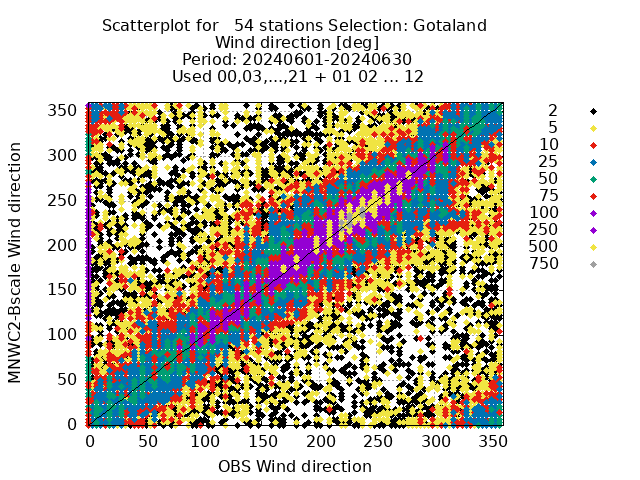 Scatterplot for   54 stations Selection: Gotaland
Wind direction [deg]
Period: 20240601-20240630
Used 00,03,...,21 + 01 02 ... 12
MNWC2-Bscale Wind direction
350
300
250
200
150
100
50
0
0 50 100 150 200 250 300 350
OBS Wind direction
2
5
10
25
50
75
100
250
500
750